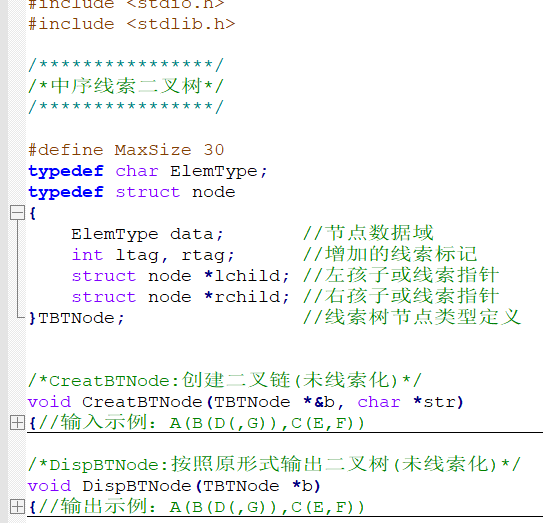 #include <stdio.h>
#include <stdlib.h>
/****************/
/*中序线索二叉树*/
/****************/
#define MaxSize 30
typedef char ElemType;
typedef struct node
{
ElemType data; //节点数据域
int ltag, rtag; //增加的线索标记
struct node *lchild; //左孩子或线索指针
struct node *rchild; //右孩子或线索指针
}TBTNode; //线索树节点类型定义
/*CreatBTNode:创建二叉链(未线索化)*/
void CreatBTNode(TBTNode *&b, char *str)
{//输入示例: A(B(D(,G)),C(E,F))
/*DispBTNode:按照原形式输出二叉树(未线索化)*/
void DispBTNode(TBTNode *b)
{//输出示例: A(B(D(,G)),C(E,F))